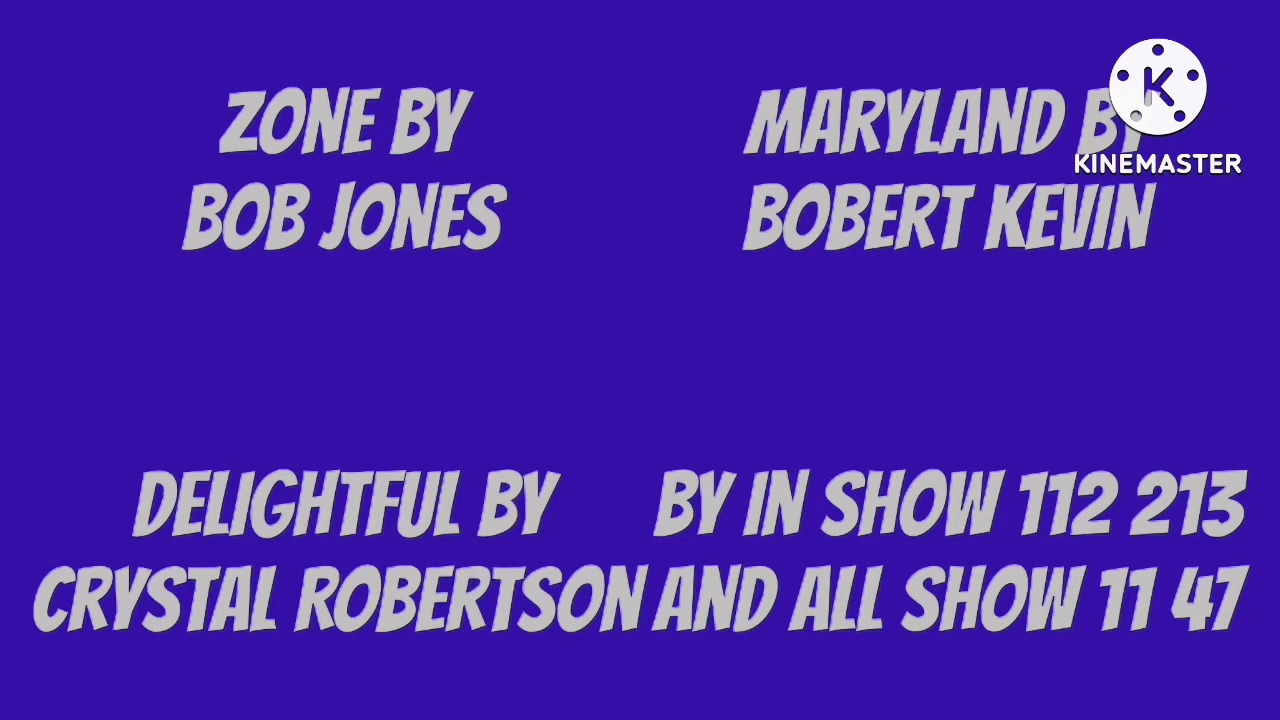 ZONE BY
BOB JONES
MARYLAND BY
BOBERT KEVIN
KINEMASTER
DELIGHTFUL BY
CRYSTAL ROBERTSON
BY IN SHOW 112 213
AND ALL SHOW 11 47